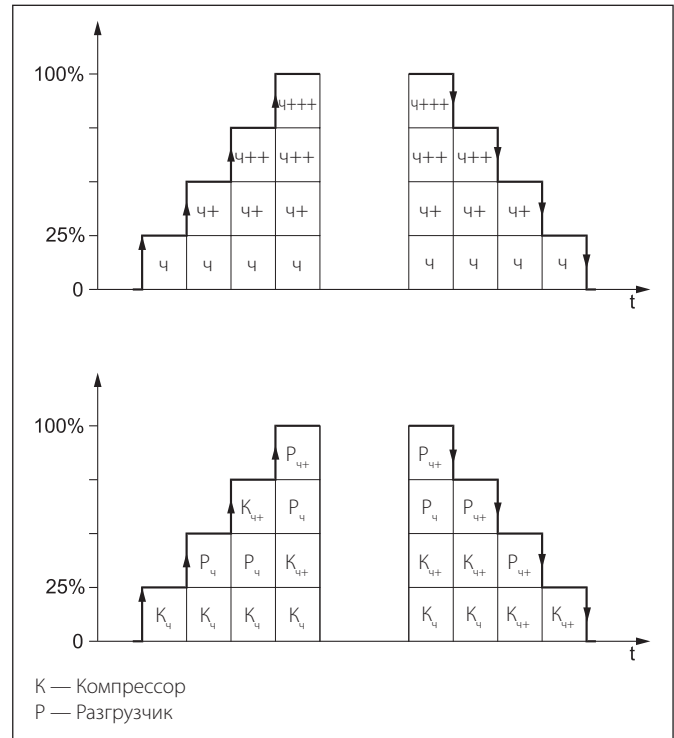 100%
ч+++ ч+++
ч++ ч++ ч++ ч++
ч+ ч+ ч+ ч+ ч+ ч+
25%
ч ч ч ч ч ч ч ч
0
t
100%
Рч+ Рч+
Кч+ Рч Рч Рч+
Рч Рч Кч+ Кч+ Кч+ Рч+
25%
Кч Кч Кч Кч Кч Кч Кч+ Кч+
0
t
К — Компрессор
Р — Разгрузчик